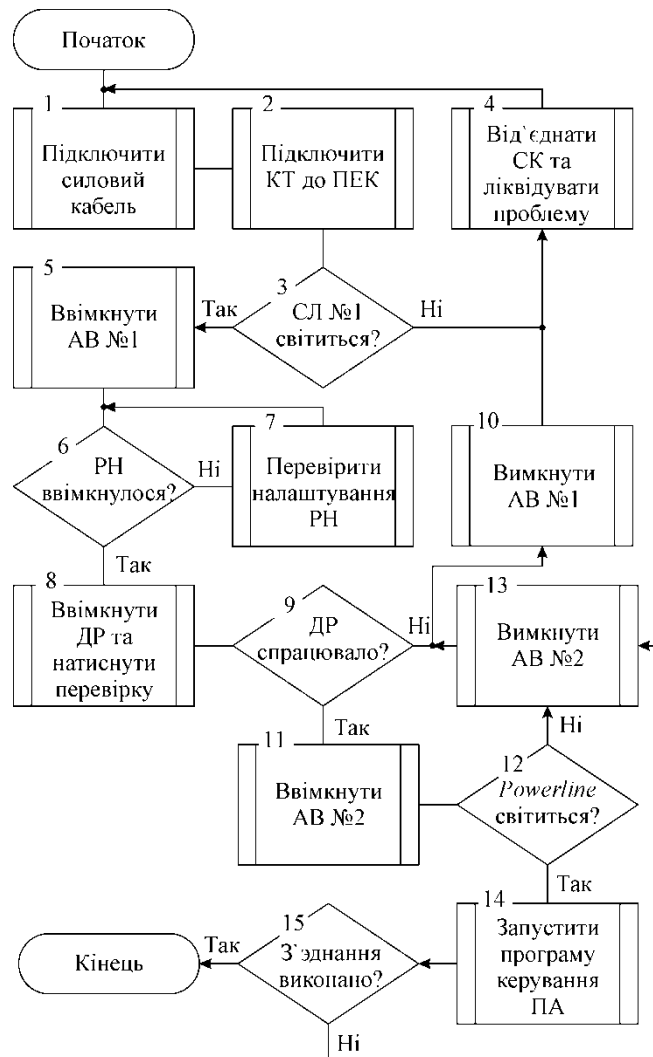 Початок
1
Підключити
силовий
кабель
2
Підключити
КТ до ПЕК
4
Від`єднати
СК та
ліквідувати
проблему
3
СЛ №1
світиться?
Так
Ні
5
Ввімкнути
АВ №1
6
РН
ввімкнулося?
Ні
Так
7
Перевірити
налаштування
РН
10
Вимкнути
АВ №1
8
Ввімкнути
ДР та
натиснути
перевірку
9
ДР
спрацювало?
Ні
Так
13
Вимкнути
АВ №2
11
Ввімкнути
АВ №2
12
Powerline
світиться?
Ні
Так
14
Запустити
програму
керування
ПА
15
З`єднання
виконано?
Так
Ні
Кінець